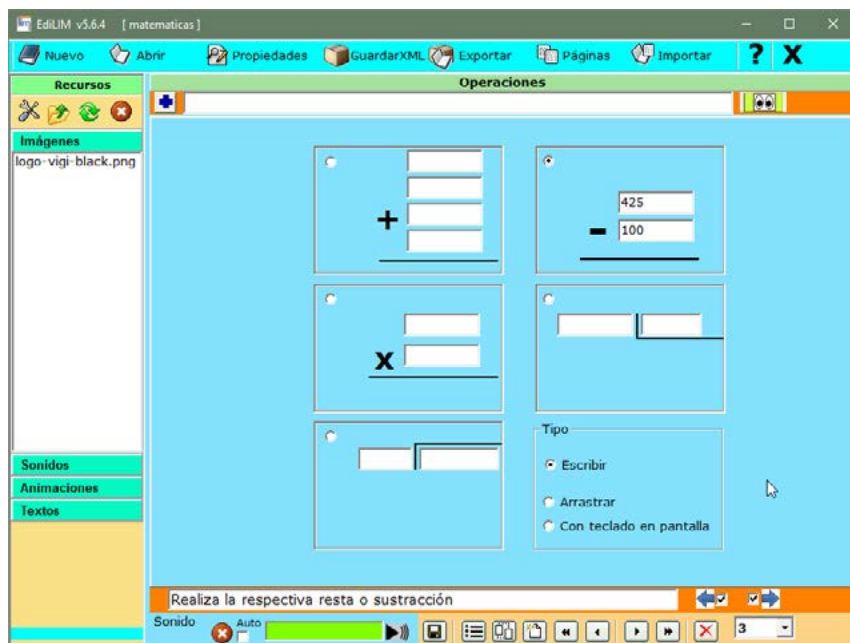 EdiLIM v5.6.4 [ matematicas ]
Nuevo Abrir Propiedades GuardarXML Exportar Páginas Importar ? X
Recursos
Operaciones
Imágenes
logo-vigi-black.png
+
425
- 100
x
Tipo
Escribir
Arrastrar
Con teclado en pantalla
Sonidos
Animaciones
Textos
Realiza la respectiva resta o sustracción
Sonido Auto 3